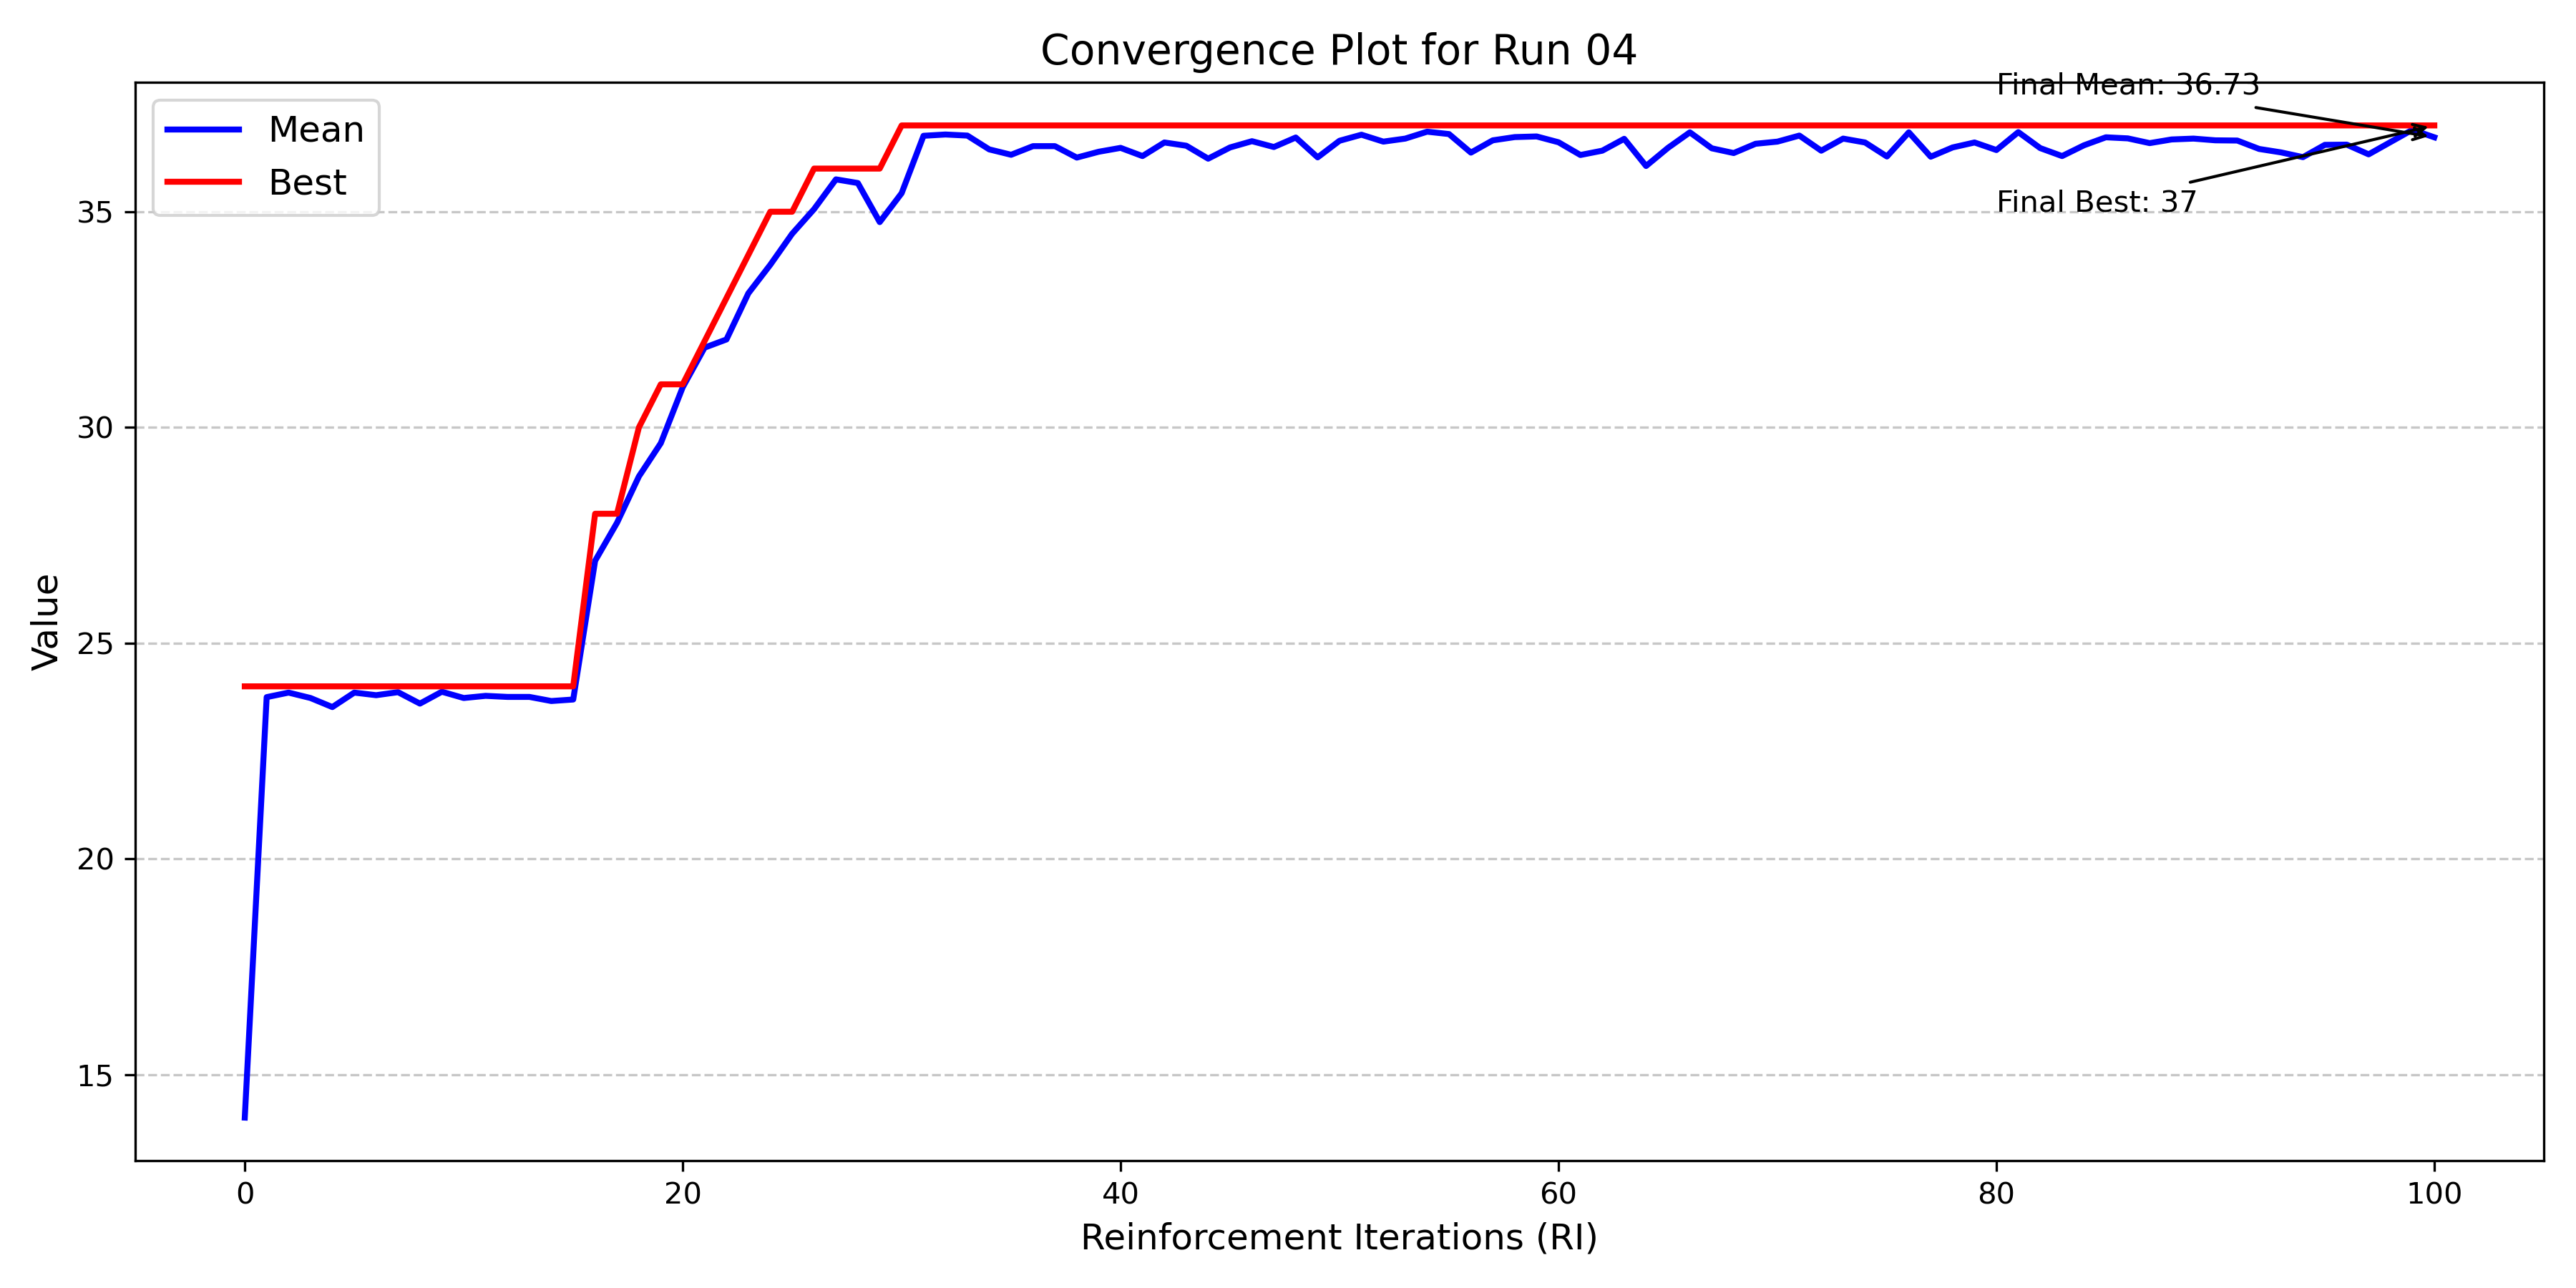 Convergence Plot for Run 04
Final Mean: 36.73
Mean
Best
Final Best: 37
35
30
25
20
15
Value
0
20
40
60
80
100
Reinforcement Iterations (RI)